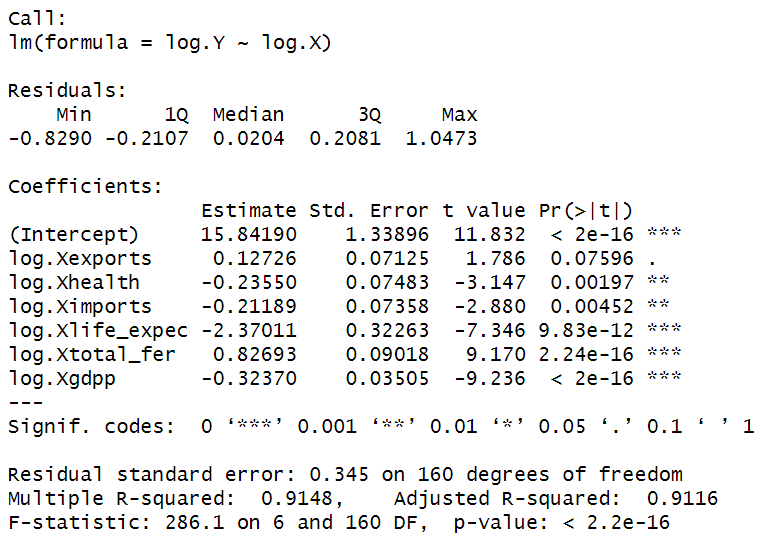 Call:
lm(formula = log.Y ~ log.X)
Residuals:
    Min      1Q  Median      3Q     Max
-0.8290 -0.2107  0.0204  0.2081  1.0473
Coefficients:
                Estimate Std. Error t value Pr(>|t|)
(Intercept)     15.84190    1.33896  11.832  < 2e-16 ***
log.Xexports     0.12726    0.07125   1.786  0.07596 .
log.Xhealth     -0.23550    0.07483  -3.147  0.00197 **
log.Ximports    -0.21189    0.07358  -2.880  0.00452 **
log.Xlife_expec -2.37011    0.32263  -7.346 9.83e-12 ***
log.Xtotal_fer   0.82693    0.09018   9.170 2.24e-16 ***
log.Xgdpp       -0.32370    0.03505  -9.236  < 2e-16 ***
---
Signif. codes:  0 ‘***’ 0.001 ‘**’ 0.01 ‘*’ 0.05 ‘.’ 0.1 ‘ ’ 1
Residual standard error: 0.345 on 160 degrees of freedom
Multiple R-squared:  0.9148,    Adjusted R-squared:  0.9116
F-statistic: 286.1 on 6 and 160 DF,  p-value: < 2.2e-16